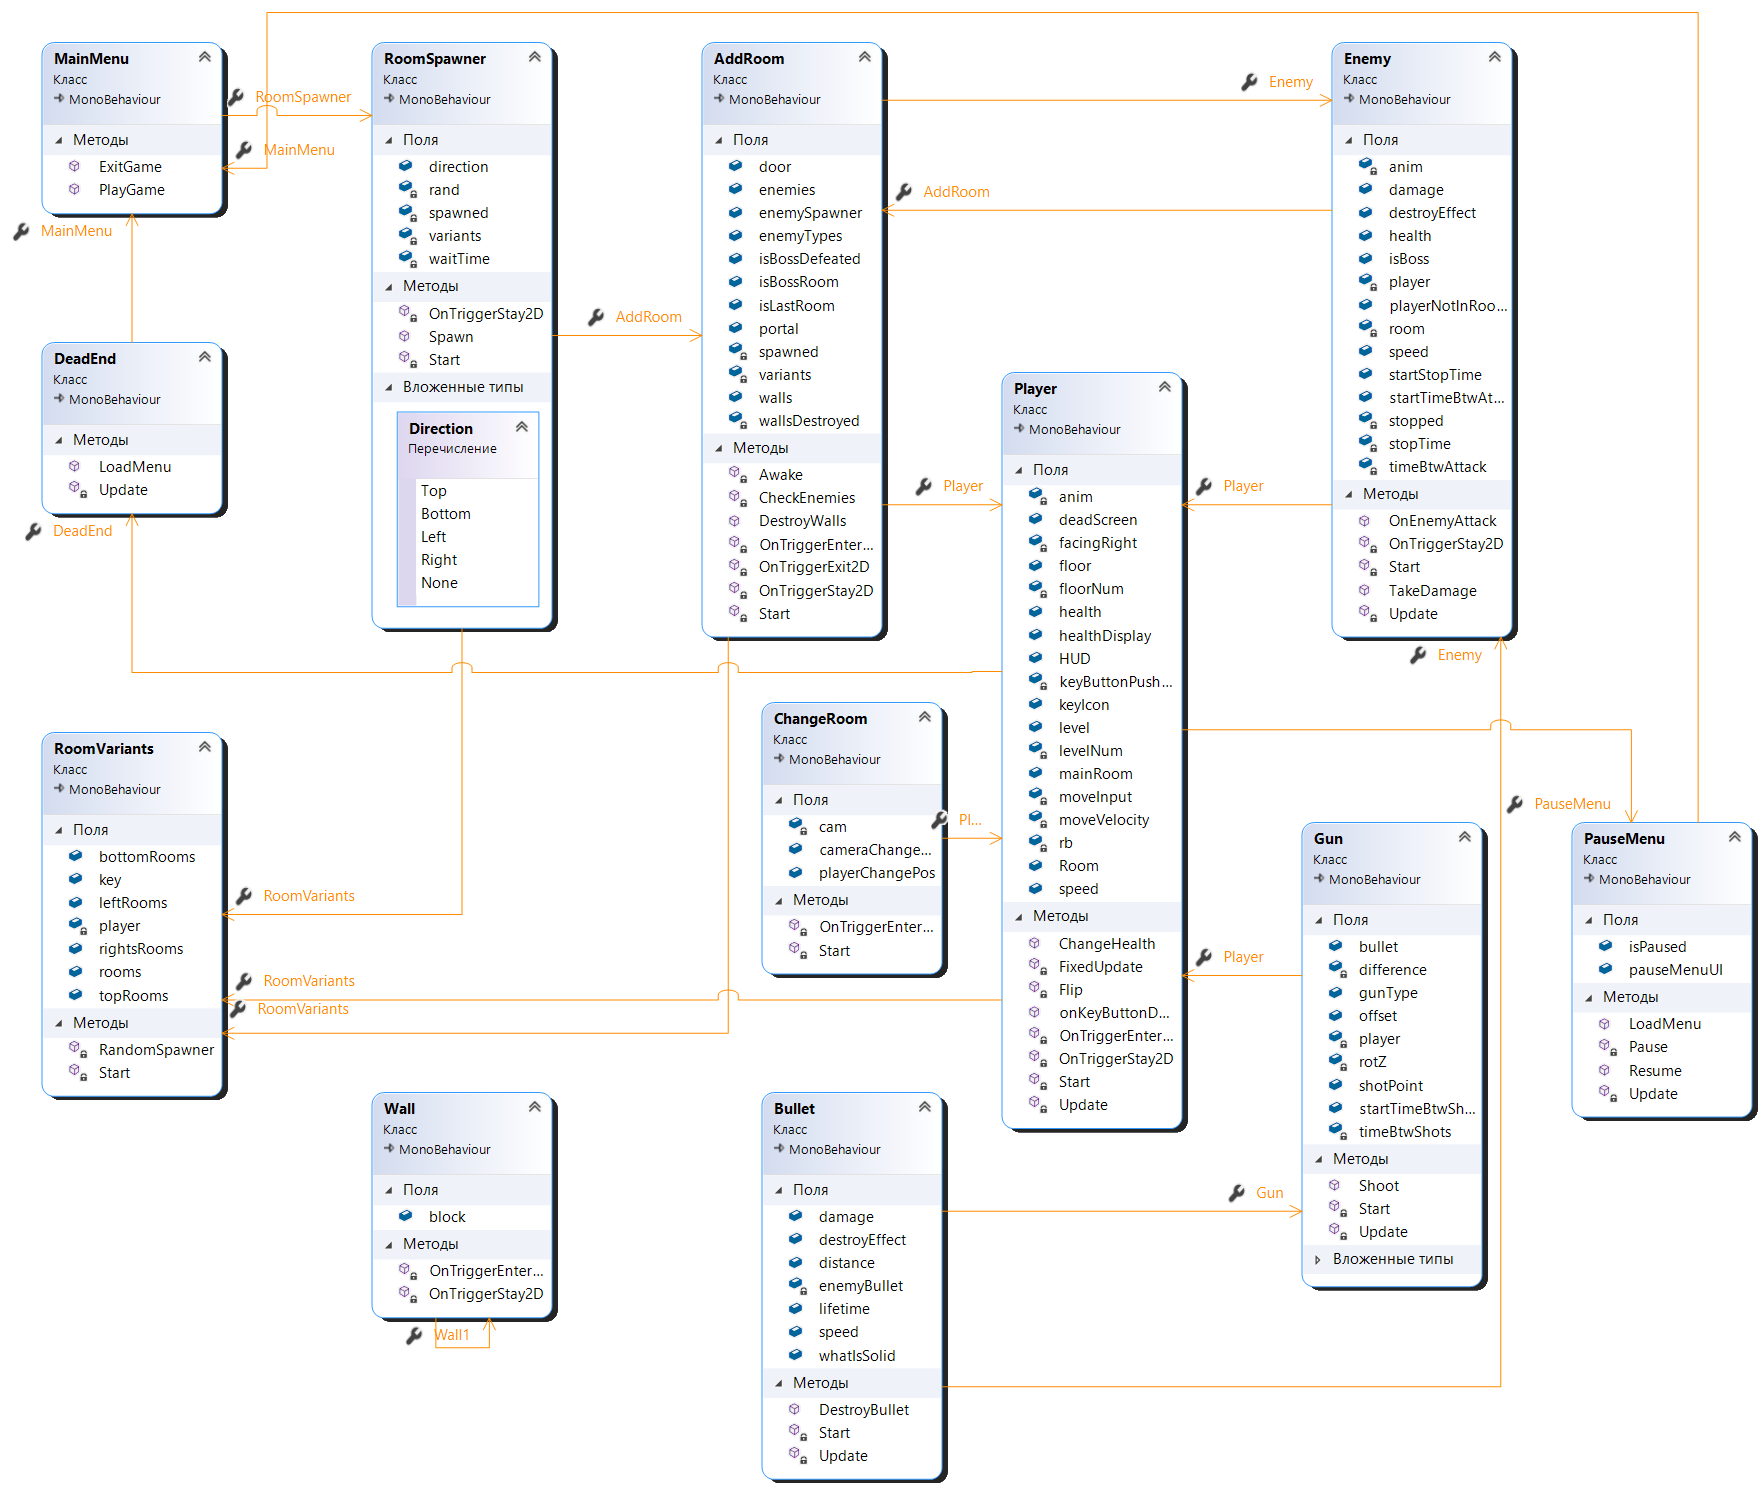 MainMenu
Класс
MonoBehaviour
Методы
ExitGame
PlayGame
RoomSpawner
MainMenu
MainMenu
RoomSpawner
Класс
MonoBehaviour
Поля
direction
rand
spawned
variants
waitTime
Методы
OnTriggerStay2D
Spawn
Start
Вложенные типы
Direction
Перечисление
Top
Bottom
Left
Right
None
AddRoom
AddRoom
Класс
MonoBehaviour
Поля
door
enemies
enemySpawner
enemyTypes
isBossDefeated
isBossRoom
isLastRoom
portal
spawned
variants
walls
wallsDestroyed
Методы
Awake
CheckEnemies
DestroyWalls
OnTriggerEnter...
OnTriggerExit2D
OnTriggerStay2D
Start
Enemy
AddRoom
Enemy
Класс
MonoBehaviour
Поля
anim
damage
destroyEffect
health
isBoss
player
playerNotInRoo...
room
speed
startStopTime
startTimeBtwAt...
stopped
stopTime
timeBtwAttack
Методы
OnEnemyAttack
OnTriggerStay2D
Start
TakeDamage
Update
Enemy
DeadEnd
Класс
MonoBehaviour
Методы
LoadMenu
Update
DeadEnd
Player
Player
Player
Класс
MonoBehaviour
Поля
anim
deadScreen
facingRight
floor
floorNum
health
healthDisplay
HUD
keyButtonPush...
keyIcon
level
levelNum
mainRoom
moveInput
moveVelocity
rb
Room
speed
Методы
ChangeHealth
FixedUpdate
Flip
onKeyButtonD...
OnTriggerEnter...
OnTriggerStay2D
Start
Update
RoomVariants
Класс
MonoBehaviour
Поля
bottomRooms
key
leftRooms
player
rightsRooms
rooms
topRooms
Методы
RandomSpawner
Start
RoomVariants
RoomVariants
RoomVariants
ChangeRoom
Класс
MonoBehaviour
Поля
cam
cameraChange...
playerChangePos
Методы
OnTriggerEnter...
Start
Pl...
Player
Gun
Класс
MonoBehaviour
Поля
bullet
difference
gunType
offset
player
rotZ
shotPoint
startTimeBtwSh...
timeBtwShots
Методы
Shoot
Start
Update
Вложенные типы
PauseMenu
PauseMenu
Класс
MonoBehaviour
Поля
isPaused
pauseMenuUI
Методы
LoadMenu
Pause
Resume
Update
Wall
Класс
MonoBehaviour
Поля
block
Методы
OnTriggerEnter...
OnTriggerStay2D
Wall1
Bullet
Класс
MonoBehaviour
Поля
damage
destroyEffect
distance
enemyBullet
lifetime
speed
whatIsSolid
Методы
DestroyBullet
Start
Update
Gun